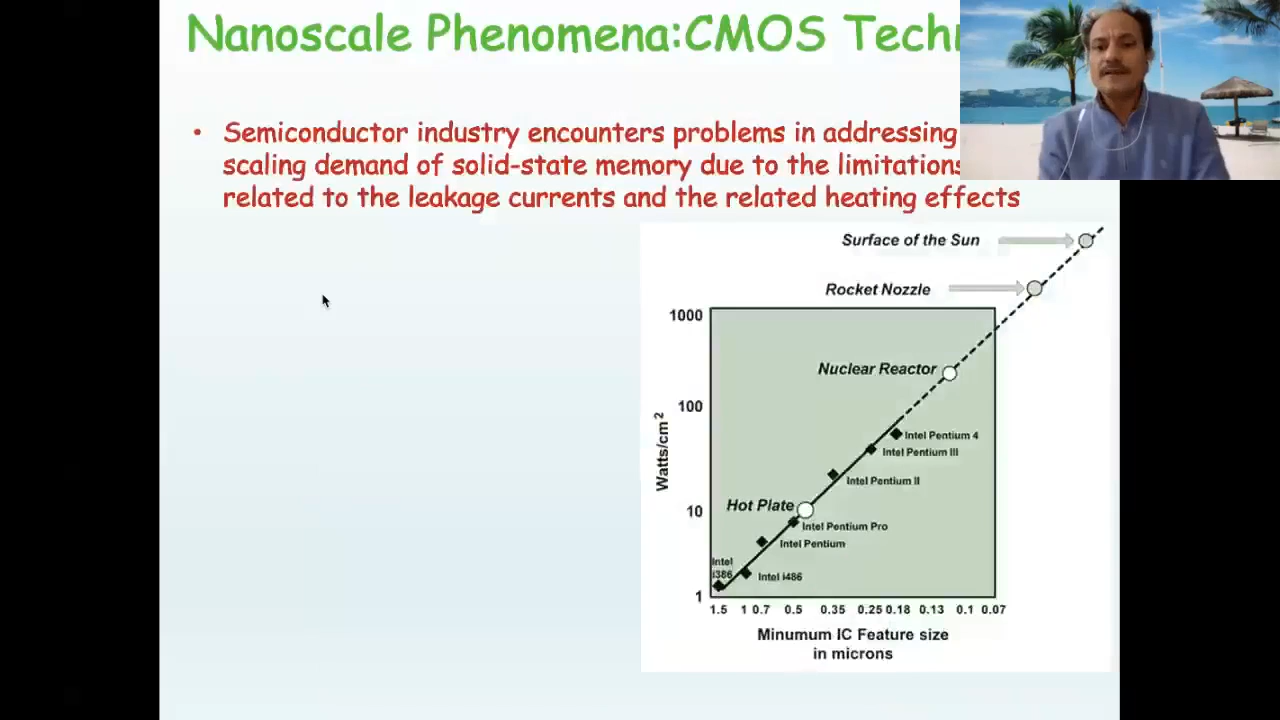 Nanoscale Phenomena:CMOS
Semiconductor industry encounters problems in addressing
scaling demand of solid-state memory due to the limitations
related to the leakage currents and the related heating effects
Surface of the Sun
Rocket Nozzle
1000
Nuclear Reactor
100
Intel Pentium 4
Intel Pentium III
Watts/cm²
Intel Pentium II
Hot Plate
10
Intel Pentium Pro
Intel Pentium
Intel
i386
Intel i486
1
1.5 1 0.7 0.5 0.35 0.25 0.18 0.13 0.1 0.07
Minumum IC Feature size
in microns